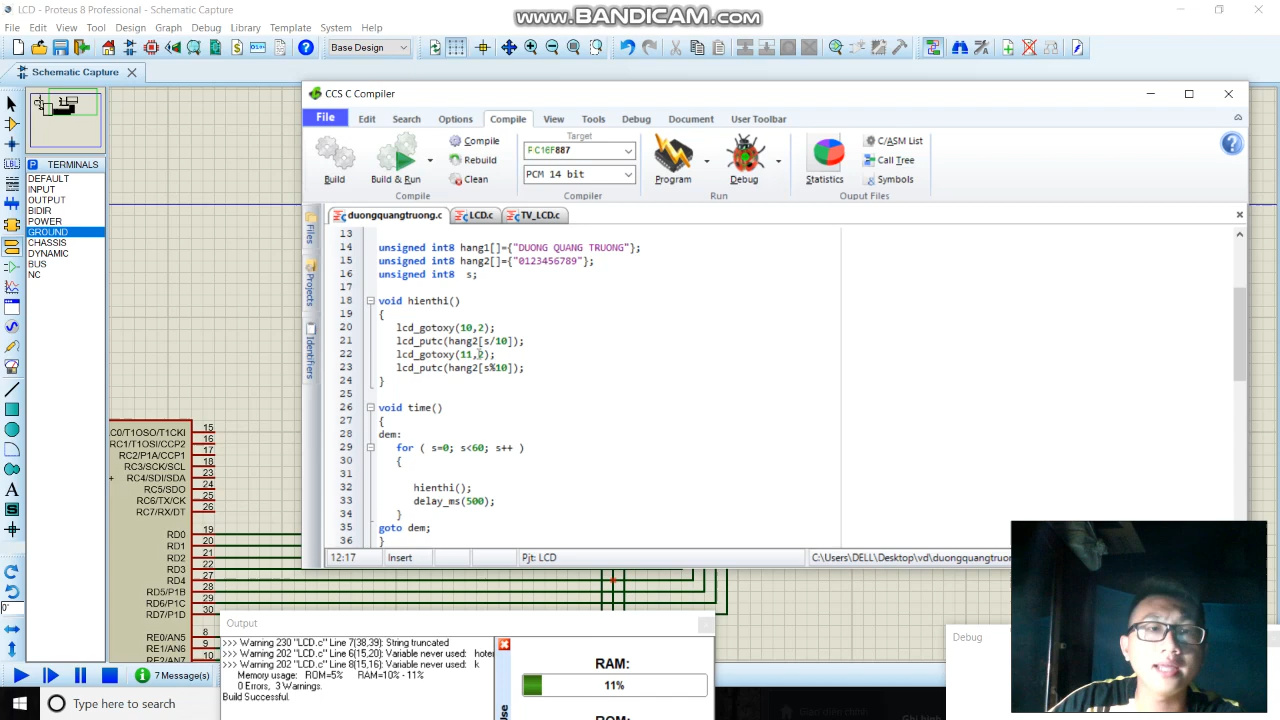 LCD - Proteus 8 Professional - Schematic Capture
www.BANDICAM.com
File Edit View Tool Design Graph Debug Library Template System Help
Base Design
Schematic Capture
TERMINALS
DEFAULT
INPUT
OUTPUT
BIDIR
POWER
GROUND
CHASSIS
DYNAMIC
BUS
NC
CCS C Compiler
File Edit Search Options Compile View Tools Debug Document User Toolbar
Build
Build & Run
Compile
Rebuild
Clean
Compile
Target
PIC16F887
PCM 14 bit
Compiler
Program
Debug
Run
Statistics
C/ASM List
Call Tree
Symbols
Ouput Files
duongquangtruong.c LCD.c TV_LCD.c
Files
Projects
Identifiers
13
14 unsigned int8 hang1[]={"DUONG QUANG TRUONG"};
15 unsigned int8 hang2[]={"0123456789"};
16 unsigned int8 s;
17
18 void hienthi()
19 {
20 lcd_gotoxy(10,2);
21 lcd_putc(hang2[s/10]);
22 lcd_gotoxy(11,2);
23 lcd_putc(hang2[s%10]);
24 }
25
26 void time()
27 {
28 dem:
29 for ( s=0; s<60; s++ )
30 {
31
32 hienthi();
33 delay_ms(500);
34 }
35 goto dem;
36 }
12:17 Insert Pjt: LCD C:\Users\DELL\Desktop\vd\duongquangtruon
C0/T1OSO/T1CKI 15
RC1/T1OSI/CCP2 16
RC2/P1A/CCP1 17
RC3/SCK/SCL 18
RC4/SDI/SDA 23
RC5/SDO 24
RC6/TX/CK 25
RC7/RX/DT 26
RD0 19
RD1 20
RD2 21
RD3 22
RD4 27
RD5/P1B 28
RD6/P1C 29
RD7/P1D 30
RE0/AN5 8
RE1/AN6 9
RE2/AN7
0°
Output
>>> Warning 230 "LCD.c" Line 7(38,39): String truncated
>>> Warning 202 "LCD.c" Line 6(15,20): Variable never used: hoter
>>> Warning 202 "LCD.c" Line 8(15,16): Variable never used: k
Memory usage: ROM=5% RAM=10% - 11%
0 Errors, 3 Warnings.
Build Successful.
RAM:
11%
ROM:
Use
Debug
7 Message(s)
Type here to search